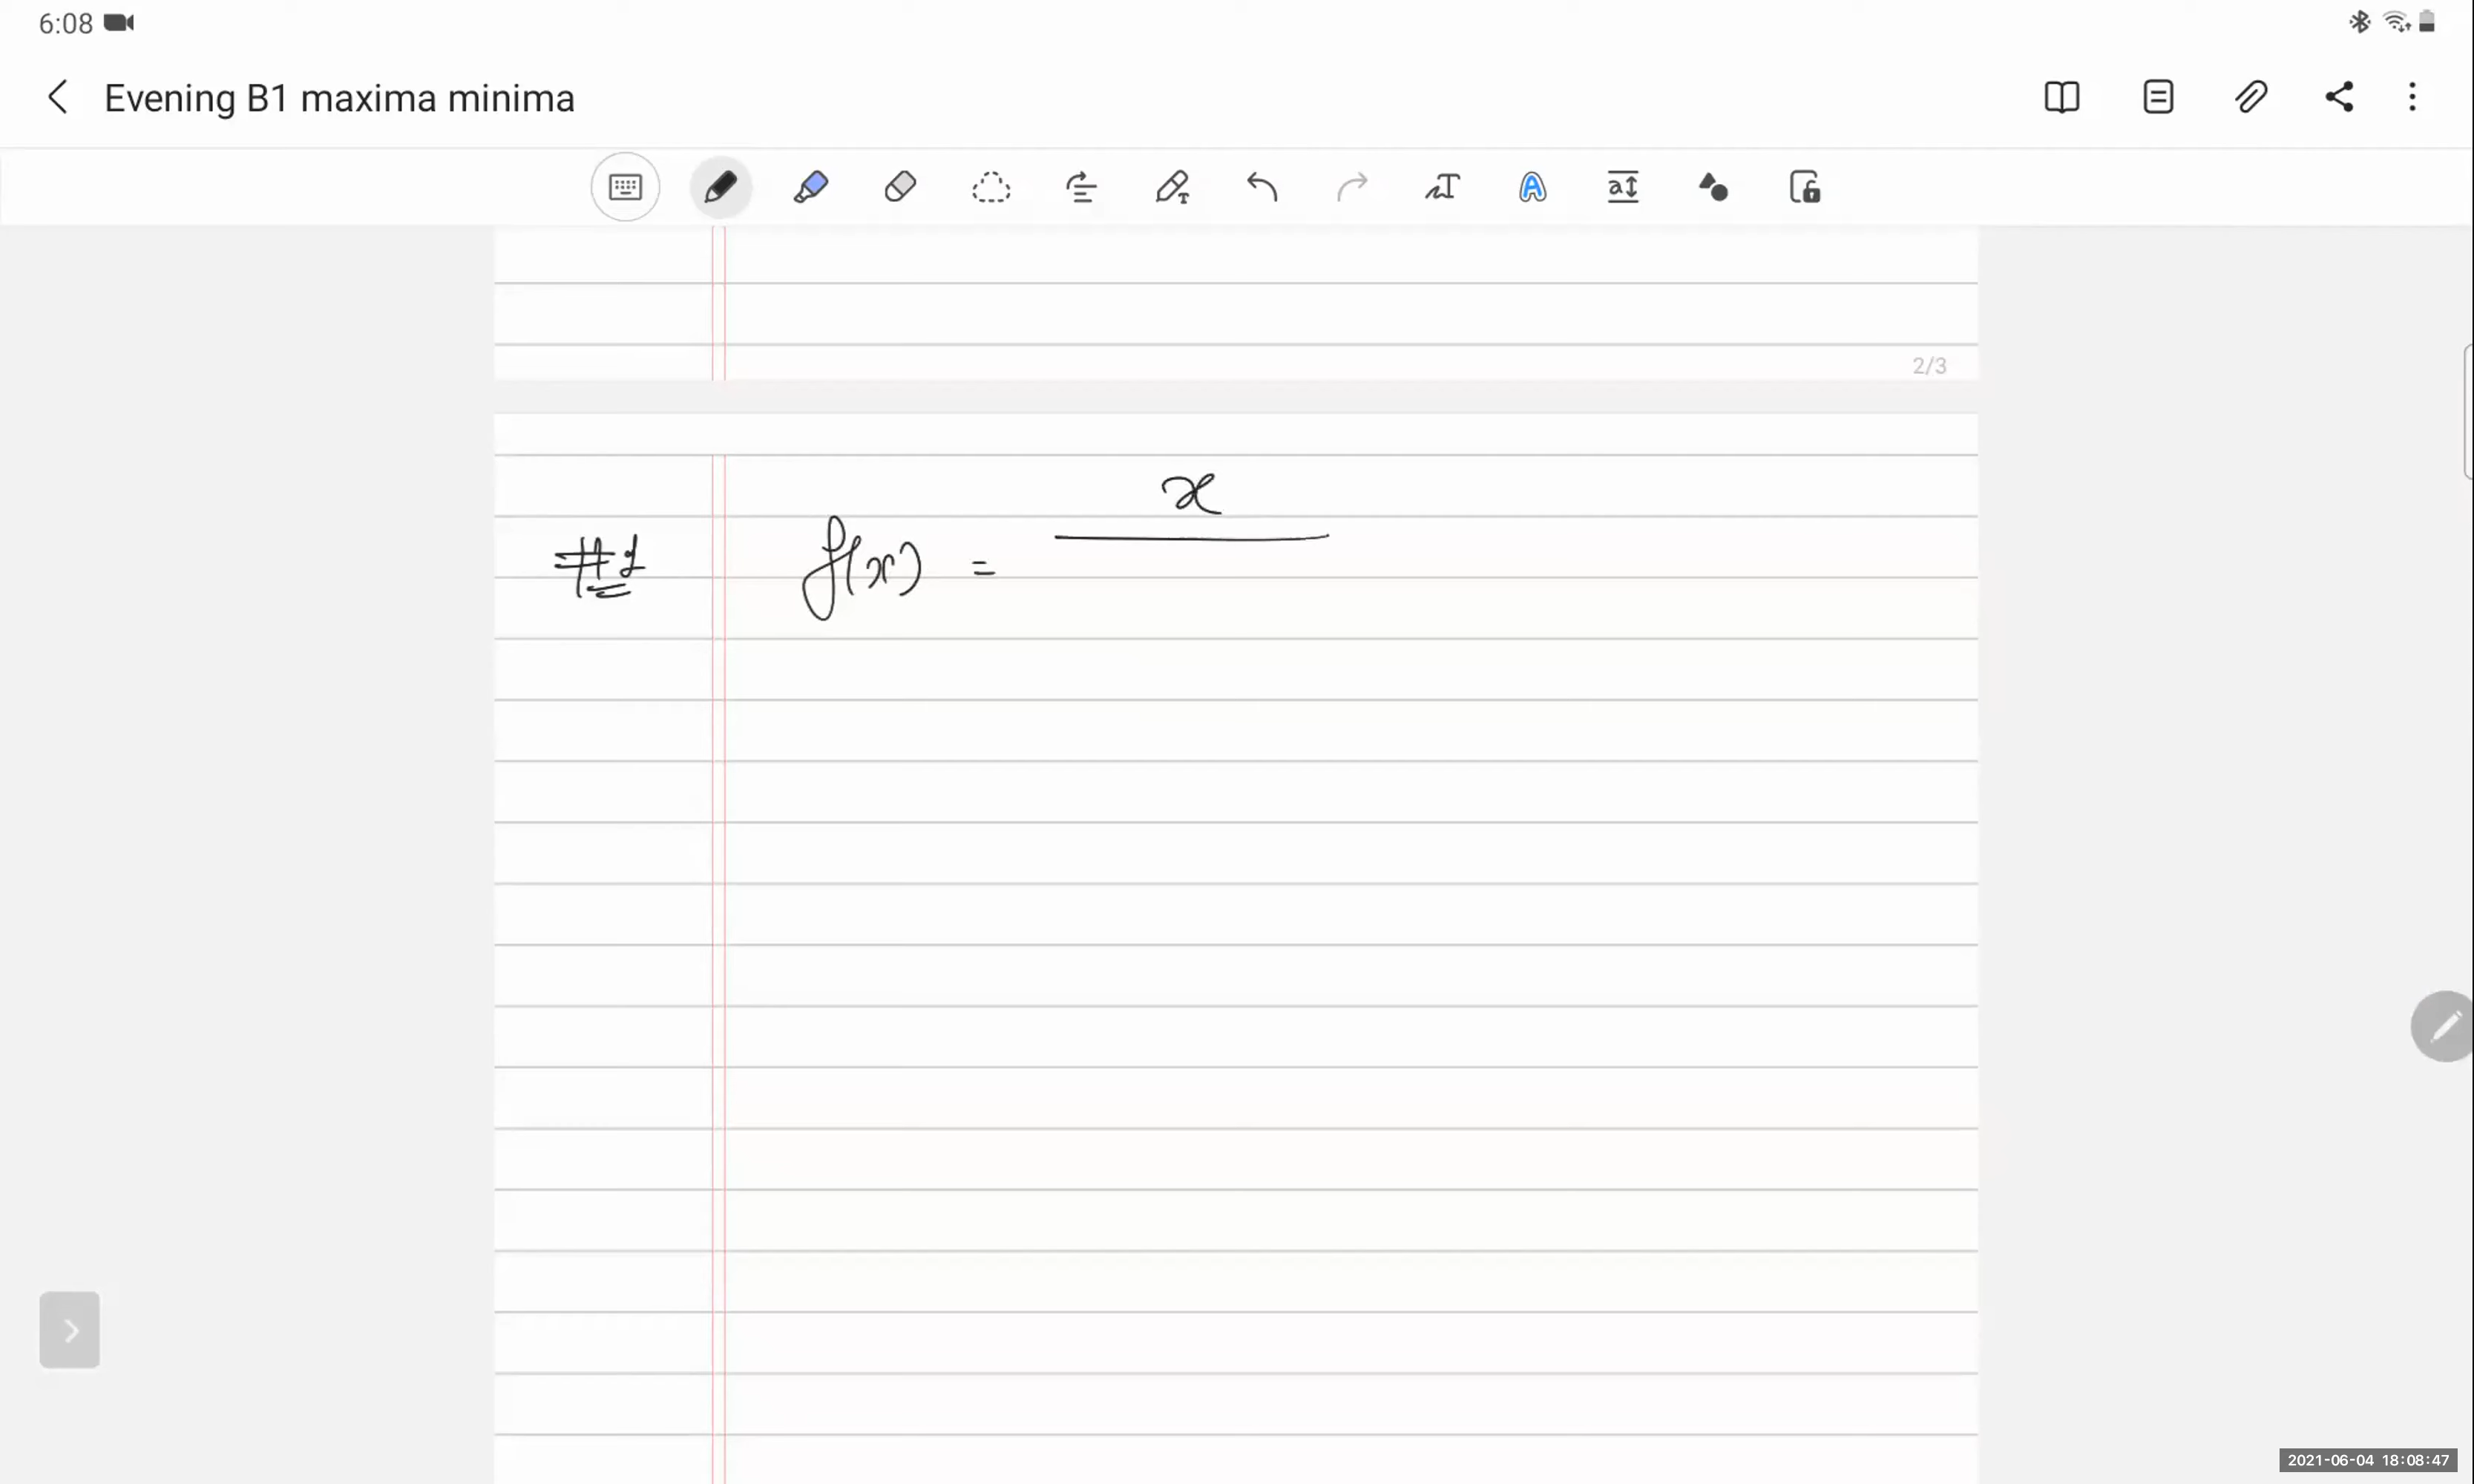 6:08
Evening B1 maxima minima
2/3
x
#1 f(x) =
2021-06-04 18:08:47